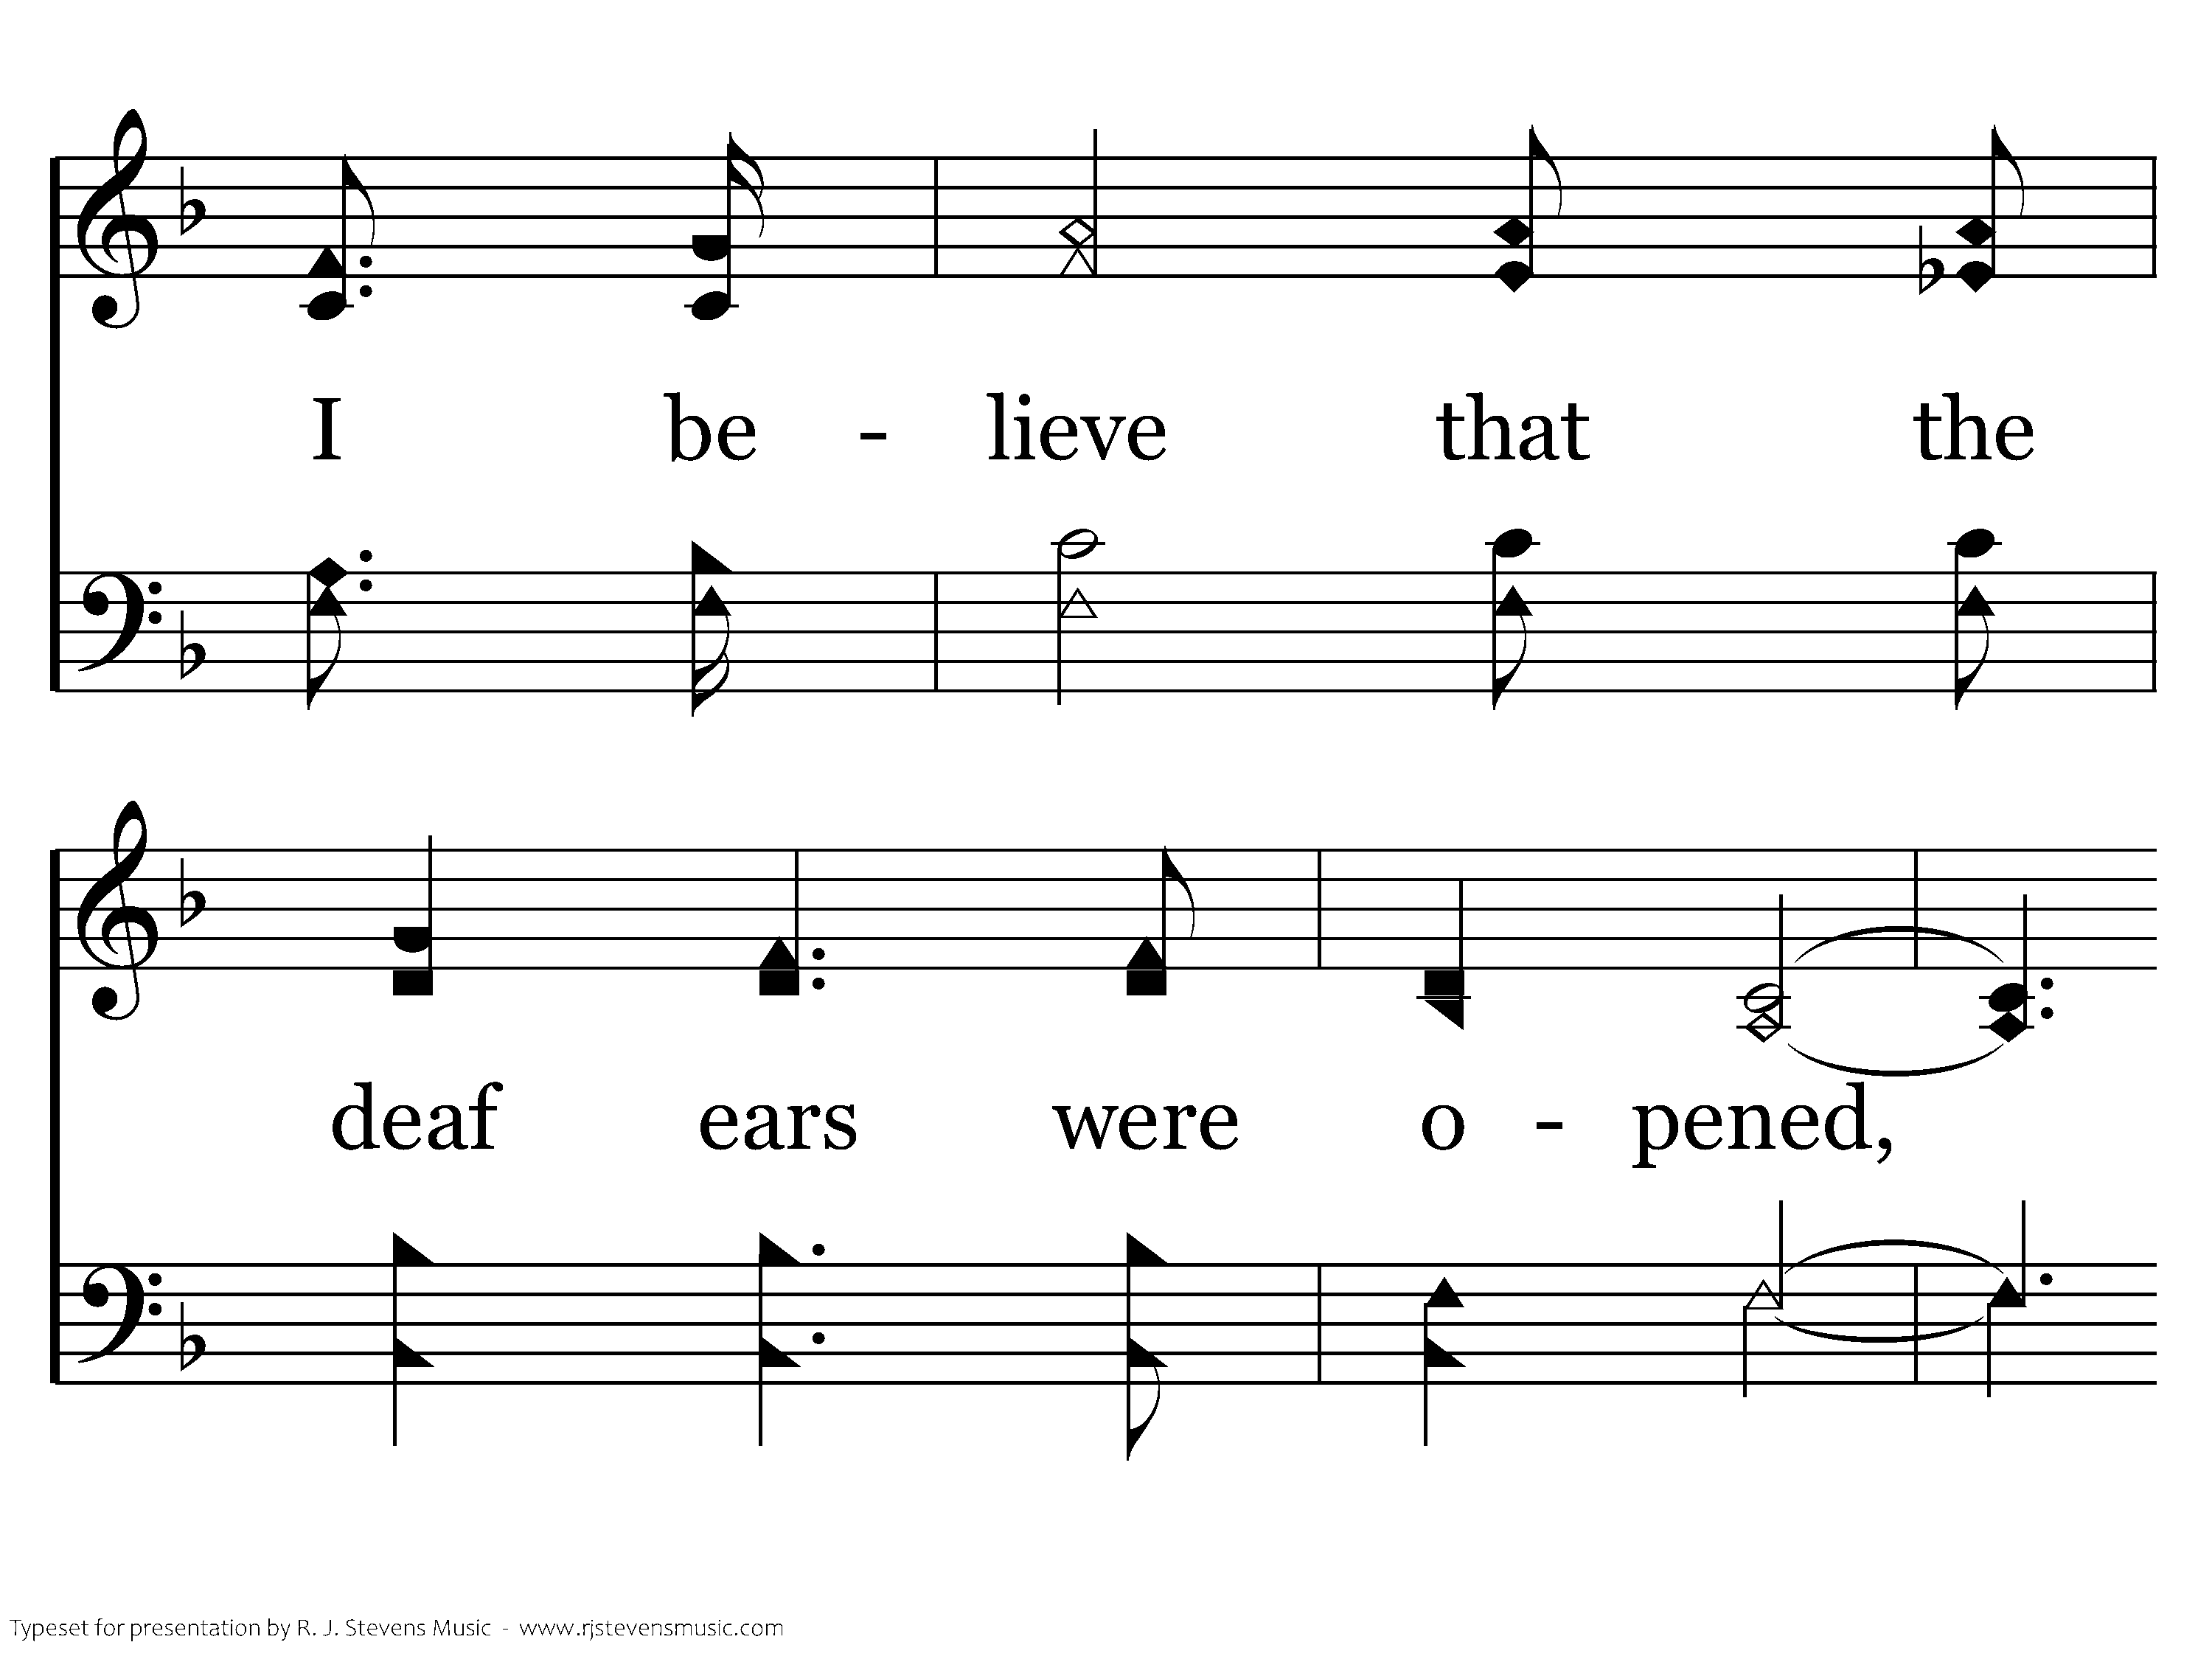 I be - lieve that the
deaf ears were o - pened,
Typeset for presentation by R. J. Stevens Music - www.rjstevensmusic.com